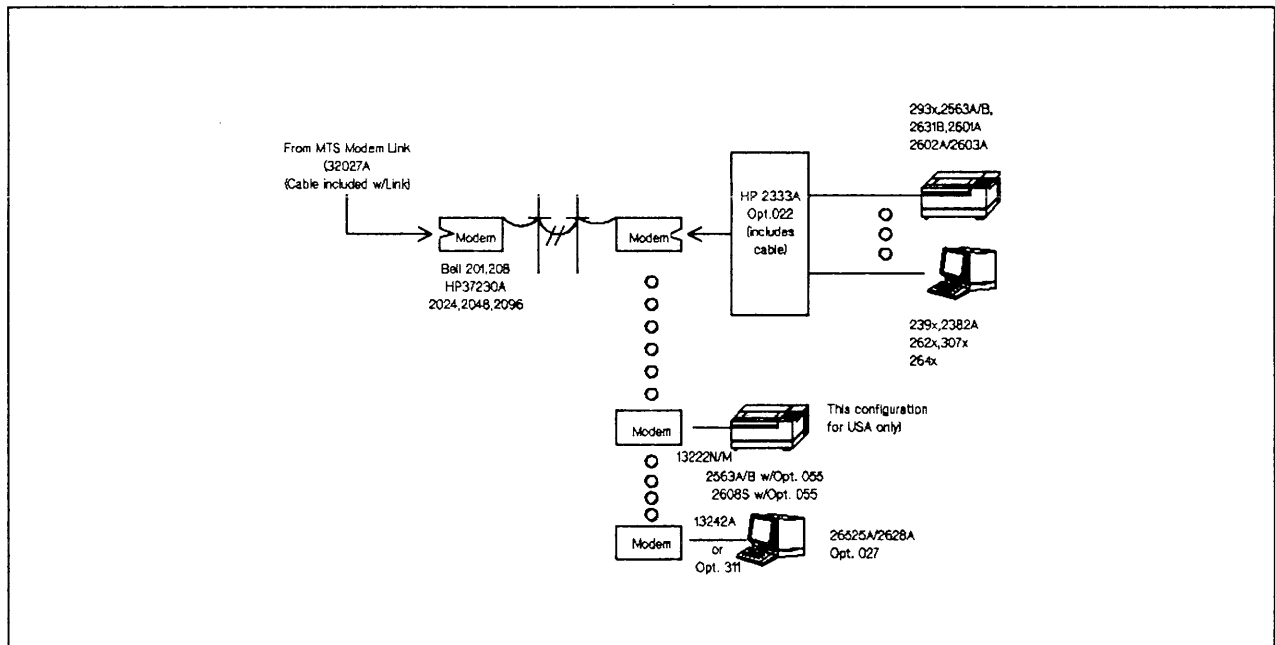 293x,2563A/B,
2631B,2601A
2602A/2603A
From MTS Modem Link
(32027A
(Cable included w/Link)
HP 2333A
Opt.022
(includes
cable)
Modem
Modem
Bell 201,208
HP37230A
2024,2048,2096
239x,2382A
262x,307x
264x
This configuration
for USA only)
Modem
13222N/M
2563A/B w/Opt. 055
2608S w/Opt. 055
13242A
or
Opt. 311
Modem
26525A/2628A
Opt. 027